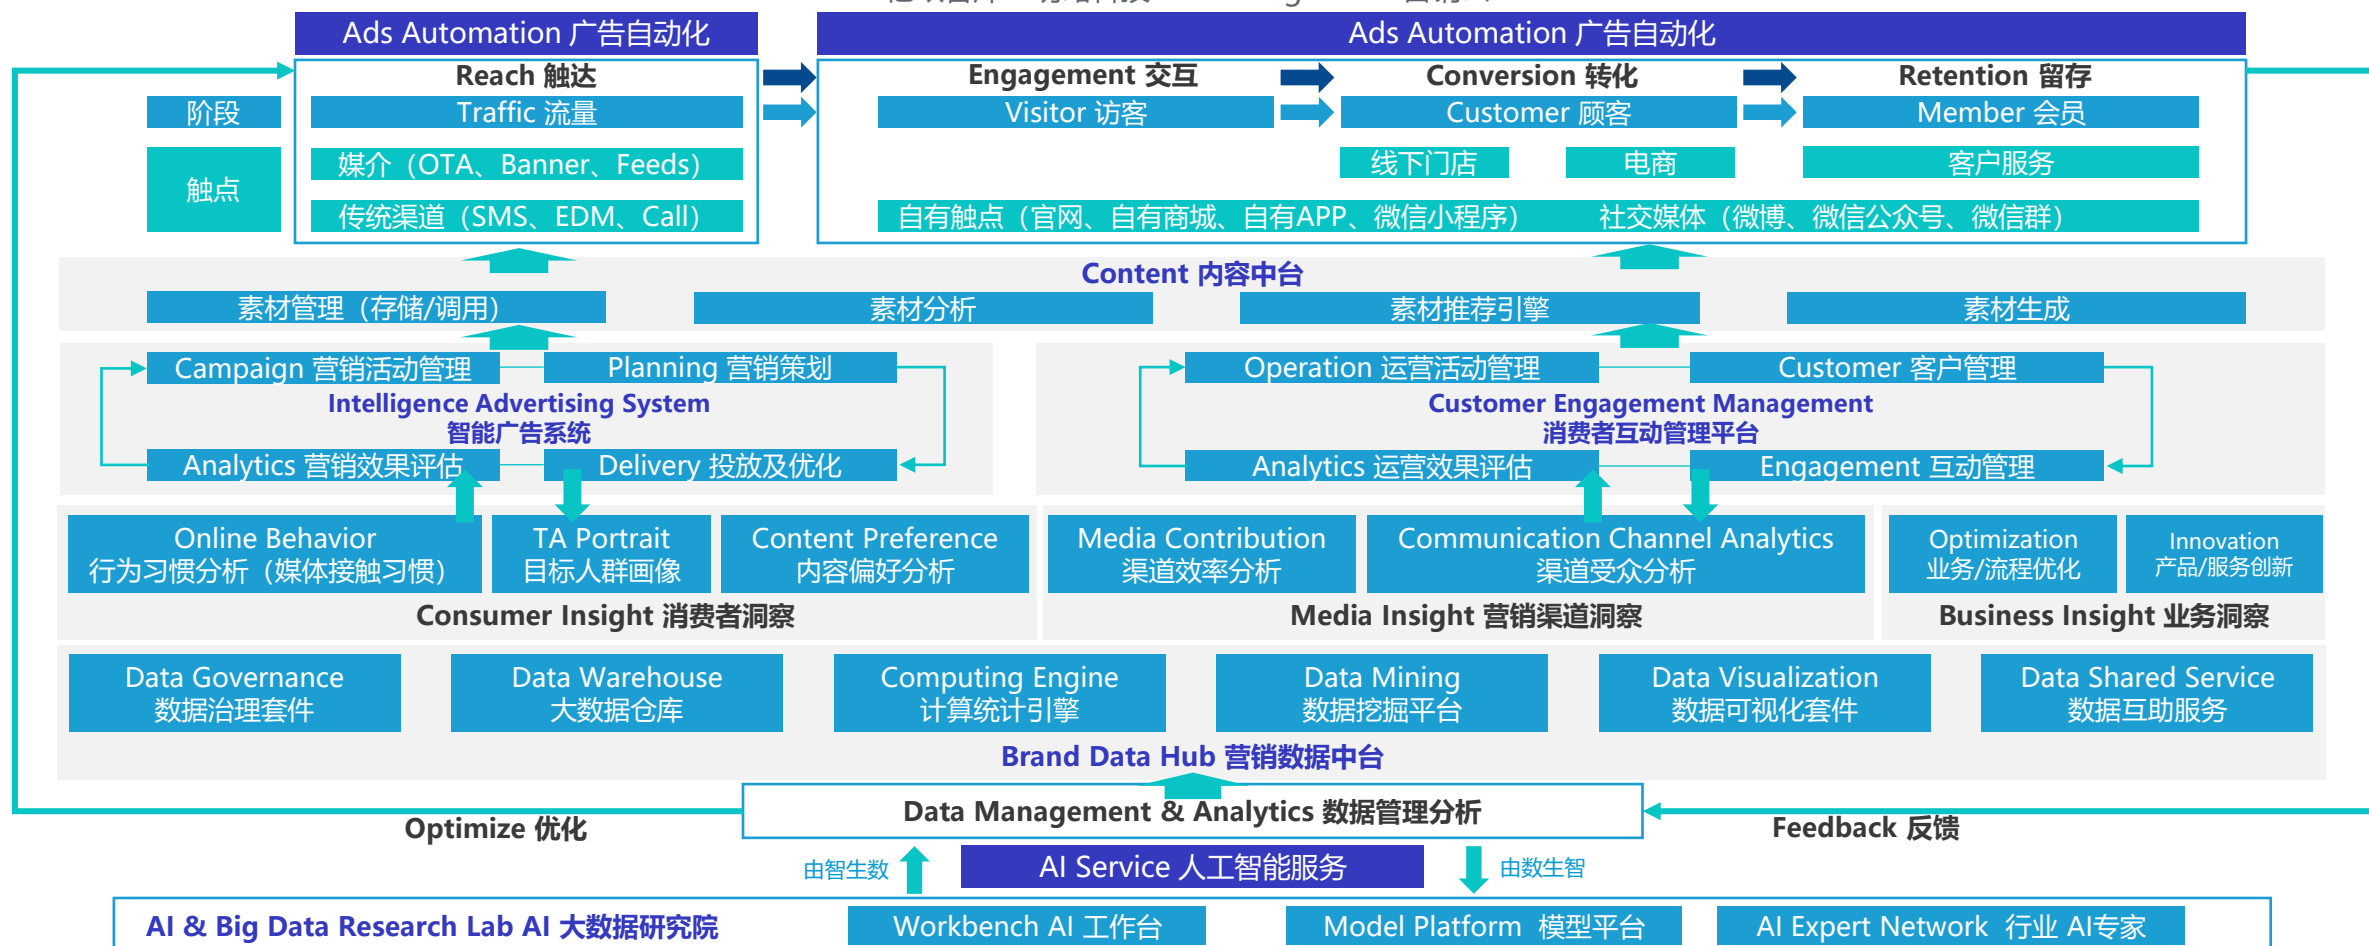 Ads Automation 广告自动化
Ads Automation 广告自动化
Reach 触达
Engagement 交互
Conversion 转化
Retention 留存
阶段
Traffic 流量
Visitor 访客
Customer 顾客
Member 会员
触点
媒介（OTA、Banner、Feeds）
线下门店
电商
客户服务
传统渠道（SMS、EDM、Call）
自有触点（官网、自有商城、自有APP、微信小程序）
社交媒体（微博、微信公众号、微信群）
Content 内容中台
素材管理（存储/调用）
素材分析
素材推荐引擎
素材生成
Campaign 营销活动管理
Planning 营销策划
Intelligence Advertising System
智能广告系统
Analytics 营销效果评估
Delivery 投放及优化
Operation 运营活动管理
Customer 客户管理
Customer Engagement Management
消费者互动管理平台
Analytics 运营效果评估
Engagement 互动管理
Online Behavior
行为习惯分析（媒体接触习惯）
TA Portrait
目标人群画像
Content Preference
内容偏好分析
Consumer Insight 消费者洞察
Media Contribution
渠道效率分析
Communication Channel Analytics
渠道受众分析
Media Insight 营销渠道洞察
Optimization
业务/流程优化
Innovation
产品/服务创新
Business Insight 业务洞察
Data Governance
数据治理套件
Data Warehouse
大数据仓库
Computing Engine
计算统计引擎
Data Mining
数据挖掘平台
Data Visualization
数据可视化套件
Data Shared Service
数据互助服务
Brand Data Hub 营销数据中台
Data Management & Analytics 数据管理分析
Optimize 优化
Feedback 反馈
由智生数
AI Service 人工智能服务
由数生智
AI & Big Data Research Lab AI 大数据研究院
Workbench AI 工作台
Model Platform 模型平台
AI Expert Network 行业 AI专家